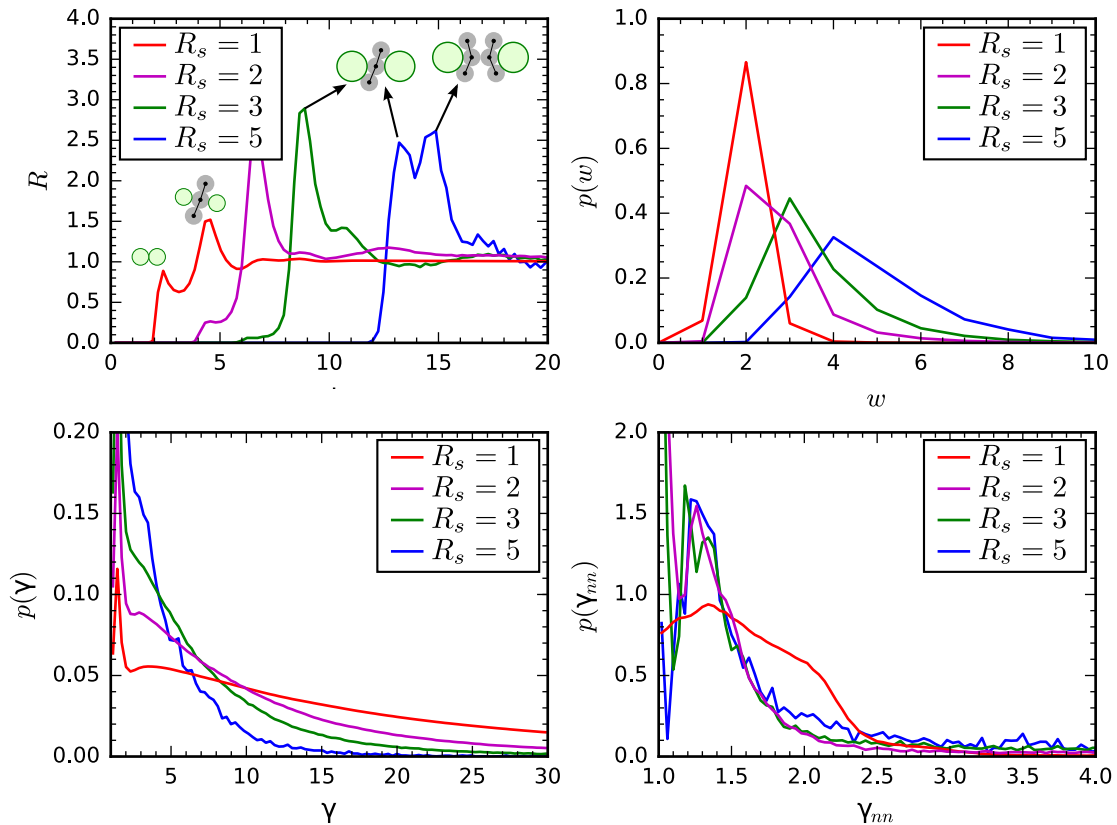 4.0
3.5
3.0
2.5
2.0
1.5
1.0
0.5
0.0
R
R_s = 1
R_s = 2
R_s = 3
R_s = 5
0 5 10 15 20
1.0
0.8
0.6
0.4
0.2
0.0
p(w)
R_s = 1
R_s = 2
R_s = 3
R_s = 5
0 2 4 6 8 10
w
0.20
0.15
0.10
0.05
0.00
p(γ)
R_s = 1
R_s = 2
R_s = 3
R_s = 5
5 10 15 20 25 30
γ
2.0
1.5
1.0
0.5
0.0
p(γ_nn)
R_s = 1
R_s = 2
R_s = 3
R_s = 5
1.0 1.5 2.0 2.5 3.0 3.5 4.0
γ_nn